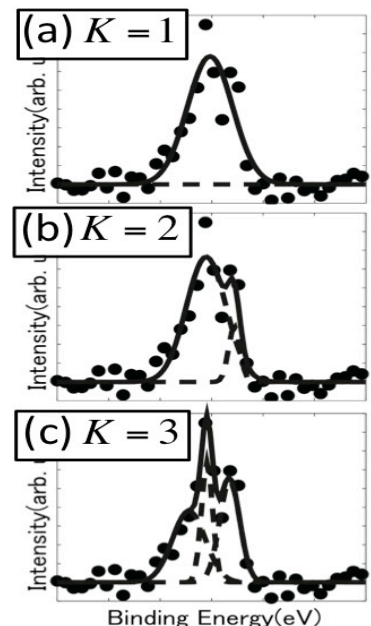 (a) K = 1
Intensity(arb. u
(b) K = 2
Intensity(arb. u
(c) K = 3
Intensity(arb. u
Binding Energy(eV)